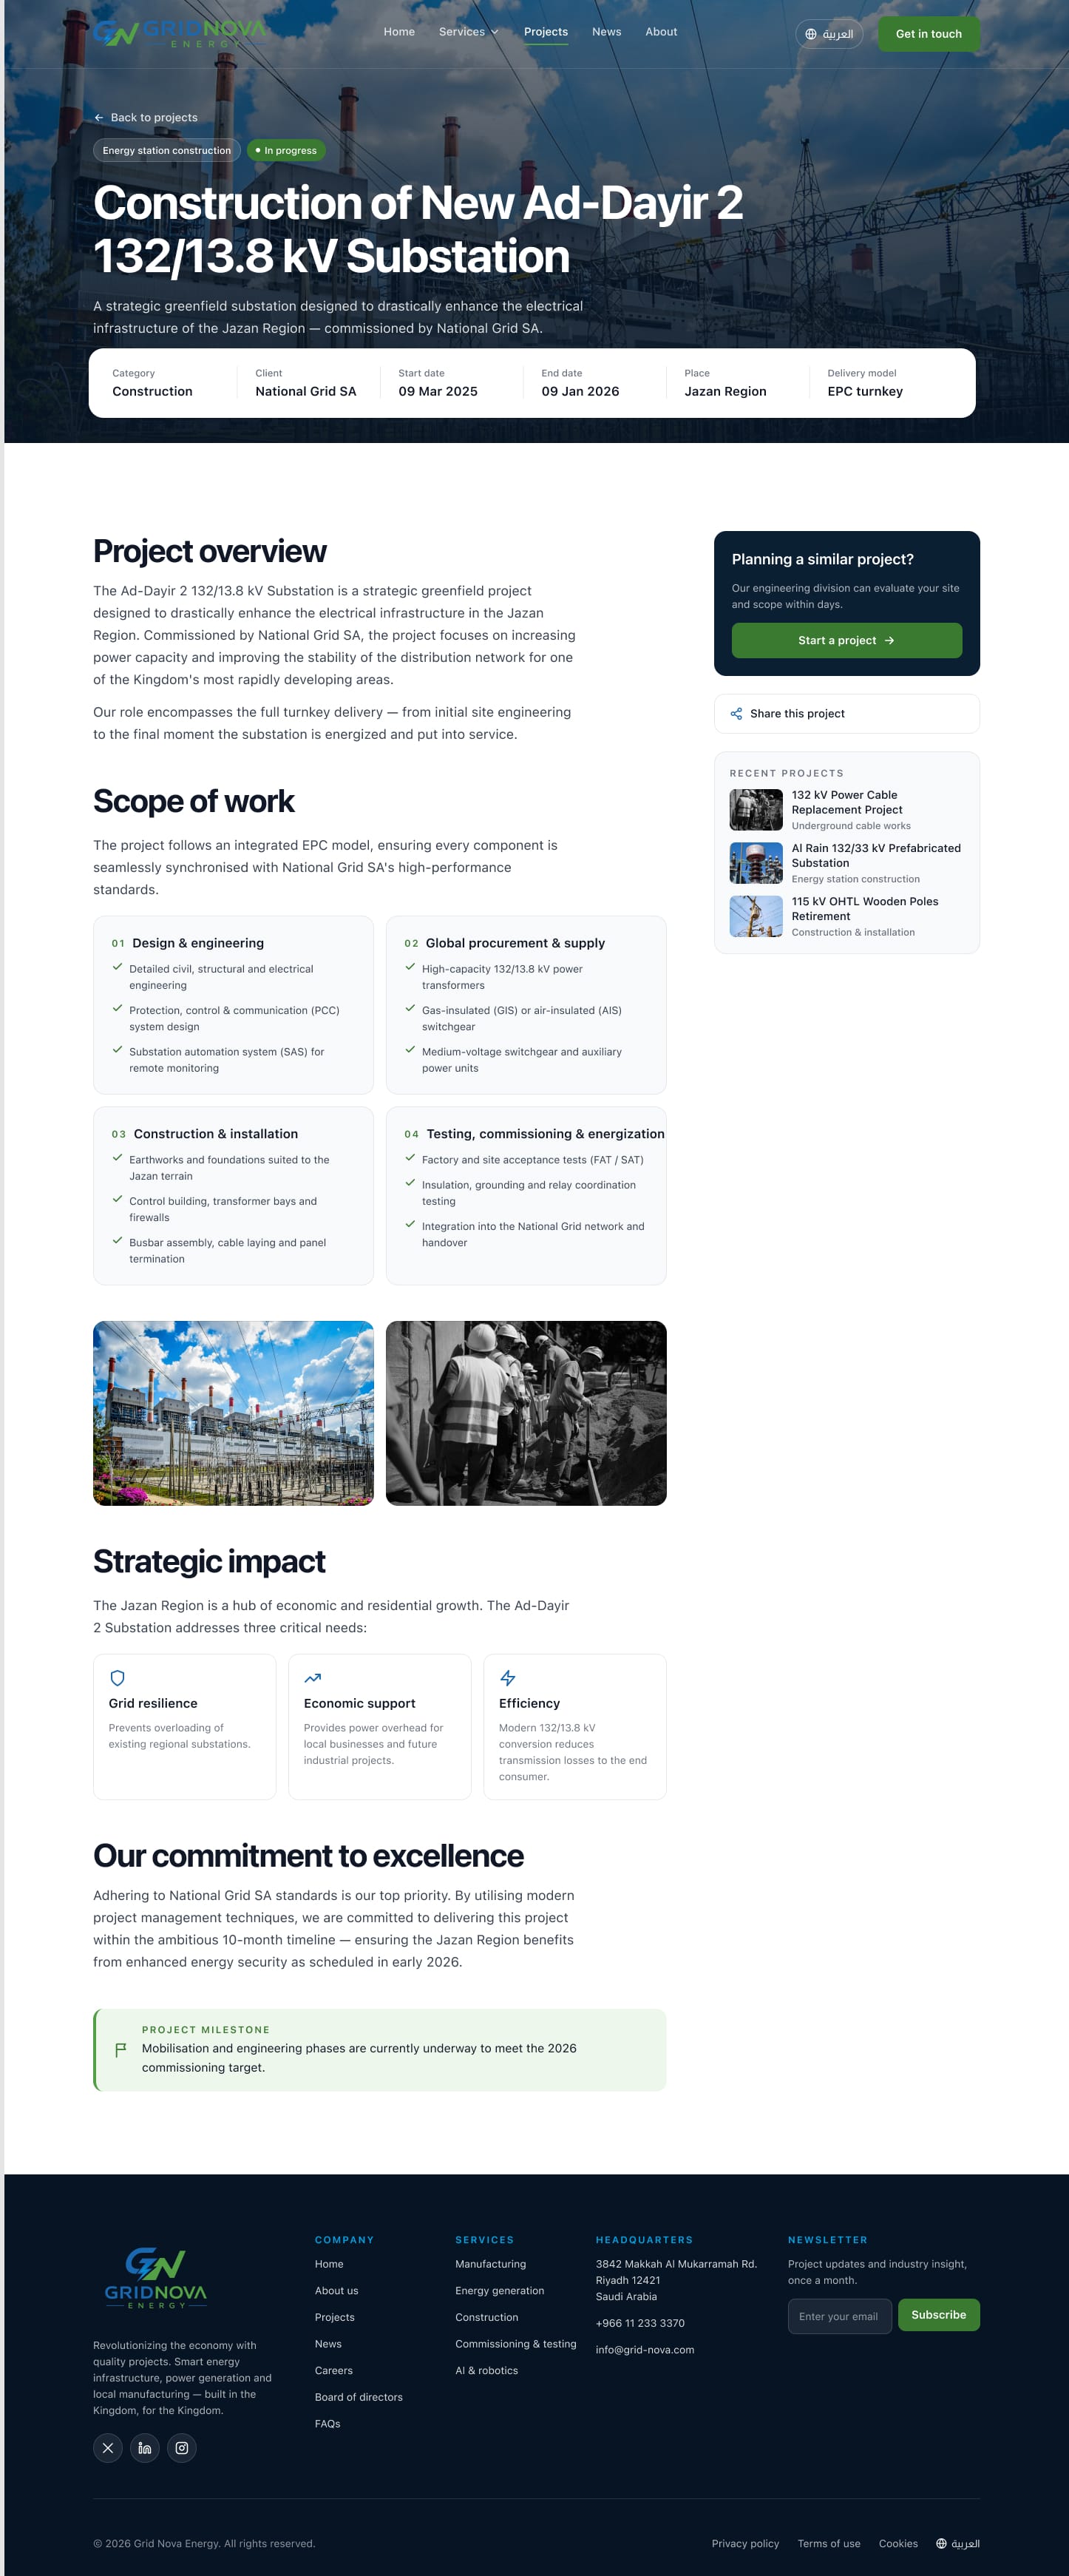 GN GRIDNOVA
ENERGY
Home
Services
Projects
News
About
العربية
Get in touch
← Back to projects
Energy station construction
• In progress
Construction of New Ad-Dayir 2
132/13.8 kV Substation
A strategic greenfield substation designed to drastically enhance the electrical
infrastructure of the Jazan Region — commissioned by National Grid SA.
Category
Construction
Client
National Grid SA
Start date
09 Mar 2025
End date
09 Jan 2026
Place
Jazan Region
Delivery model
EPC turnkey
Project overview
The Ad-Dayir 2 132/13.8 kV Substation is a strategic greenfield project
designed to drastically enhance the electrical infrastructure in the Jazan
Region. Commissioned by National Grid SA, the project focuses on increasing
power capacity and improving the stability of the distribution network for one
of the Kingdom's most rapidly developing areas.
Our role encompasses the full turnkey delivery — from initial site engineering
to the final moment the substation is energized and put into service.
Scope of work
The project follows an integrated EPC model, ensuring every component is
seamlessly synchronised with National Grid SA's high-performance
standards.
01 Design & engineering
Detailed civil, structural and electrical
engineering
Protection, control & communication (PCC)
system design
Substation automation system (SAS) for
remote monitoring
02 Global procurement & supply
High-capacity 132/13.8 kV power
transformers
Gas-insulated (GIS) or air-insulated (AIS)
switchgear
Medium-voltage switchgear and auxiliary
power units
03 Construction & installation
Earthworks and foundations suited to the
Jazan terrain
Control building, transformer bays and
firewalls
Busbar assembly, cable laying and panel
termination
04 Testing, commissioning & energization
Factory and site acceptance tests (FAT / SAT)
Insulation, grounding and relay coordination
testing
Integration into the National Grid network and
handover
Strategic impact
The Jazan Region is a hub of economic and residential growth. The Ad-Dayir
2 Substation addresses three critical needs:
Grid resilience
Prevents overloading of
existing regional substations.
Economic support
Provides power overhead for
local businesses and future
industrial projects.
Efficiency
Modern 132/13.8 kV
conversion reduces
transmission losses to the end
consumer.
Our commitment to excellence
Adhering to National Grid SA standards is our top priority. By utilising modern
project management techniques, we are committed to delivering this project
within the ambitious 10-month timeline — ensuring the Jazan Region benefits
from enhanced energy security as scheduled in early 2026.
PROJECT MILESTONE
Mobilisation and engineering phases are currently underway to meet the 2026
commissioning target.
Planning a similar project?
Our engineering division can evaluate your site
and scope within days.
Start a project →
Share this project
RECENT PROJECTS
132 kV Power Cable
Replacement Project
Underground cable works
Al Rain 132/33 kV Prefabricated
Substation
Energy station construction
115 kV OHTL Wooden Poles
Retirement
Construction & installation
GN
GRIDNOVA
ENERGY
Revolutionizing the economy with
quality projects. Smart energy
infrastructure, power generation and
local manufacturing — built in the
Kingdom, for the Kingdom.
COMPANY
Home
About us
Projects
News
Careers
Board of directors
FAQs
SERVICES
Manufacturing
Energy generation
Construction
Commissioning & testing
AI & robotics
HEADQUARTERS
3842 Makkah Al Mukarramah Rd.
Riyadh 12421
Saudi Arabia
+966 11 233 3370
info@grid-nova.com
NEWSLETTER
Project updates and industry insight,
once a month.
Enter your email
Subscribe
© 2026 Grid Nova Energy. All rights reserved.
Privacy policy
Terms of use
Cookies
العربية